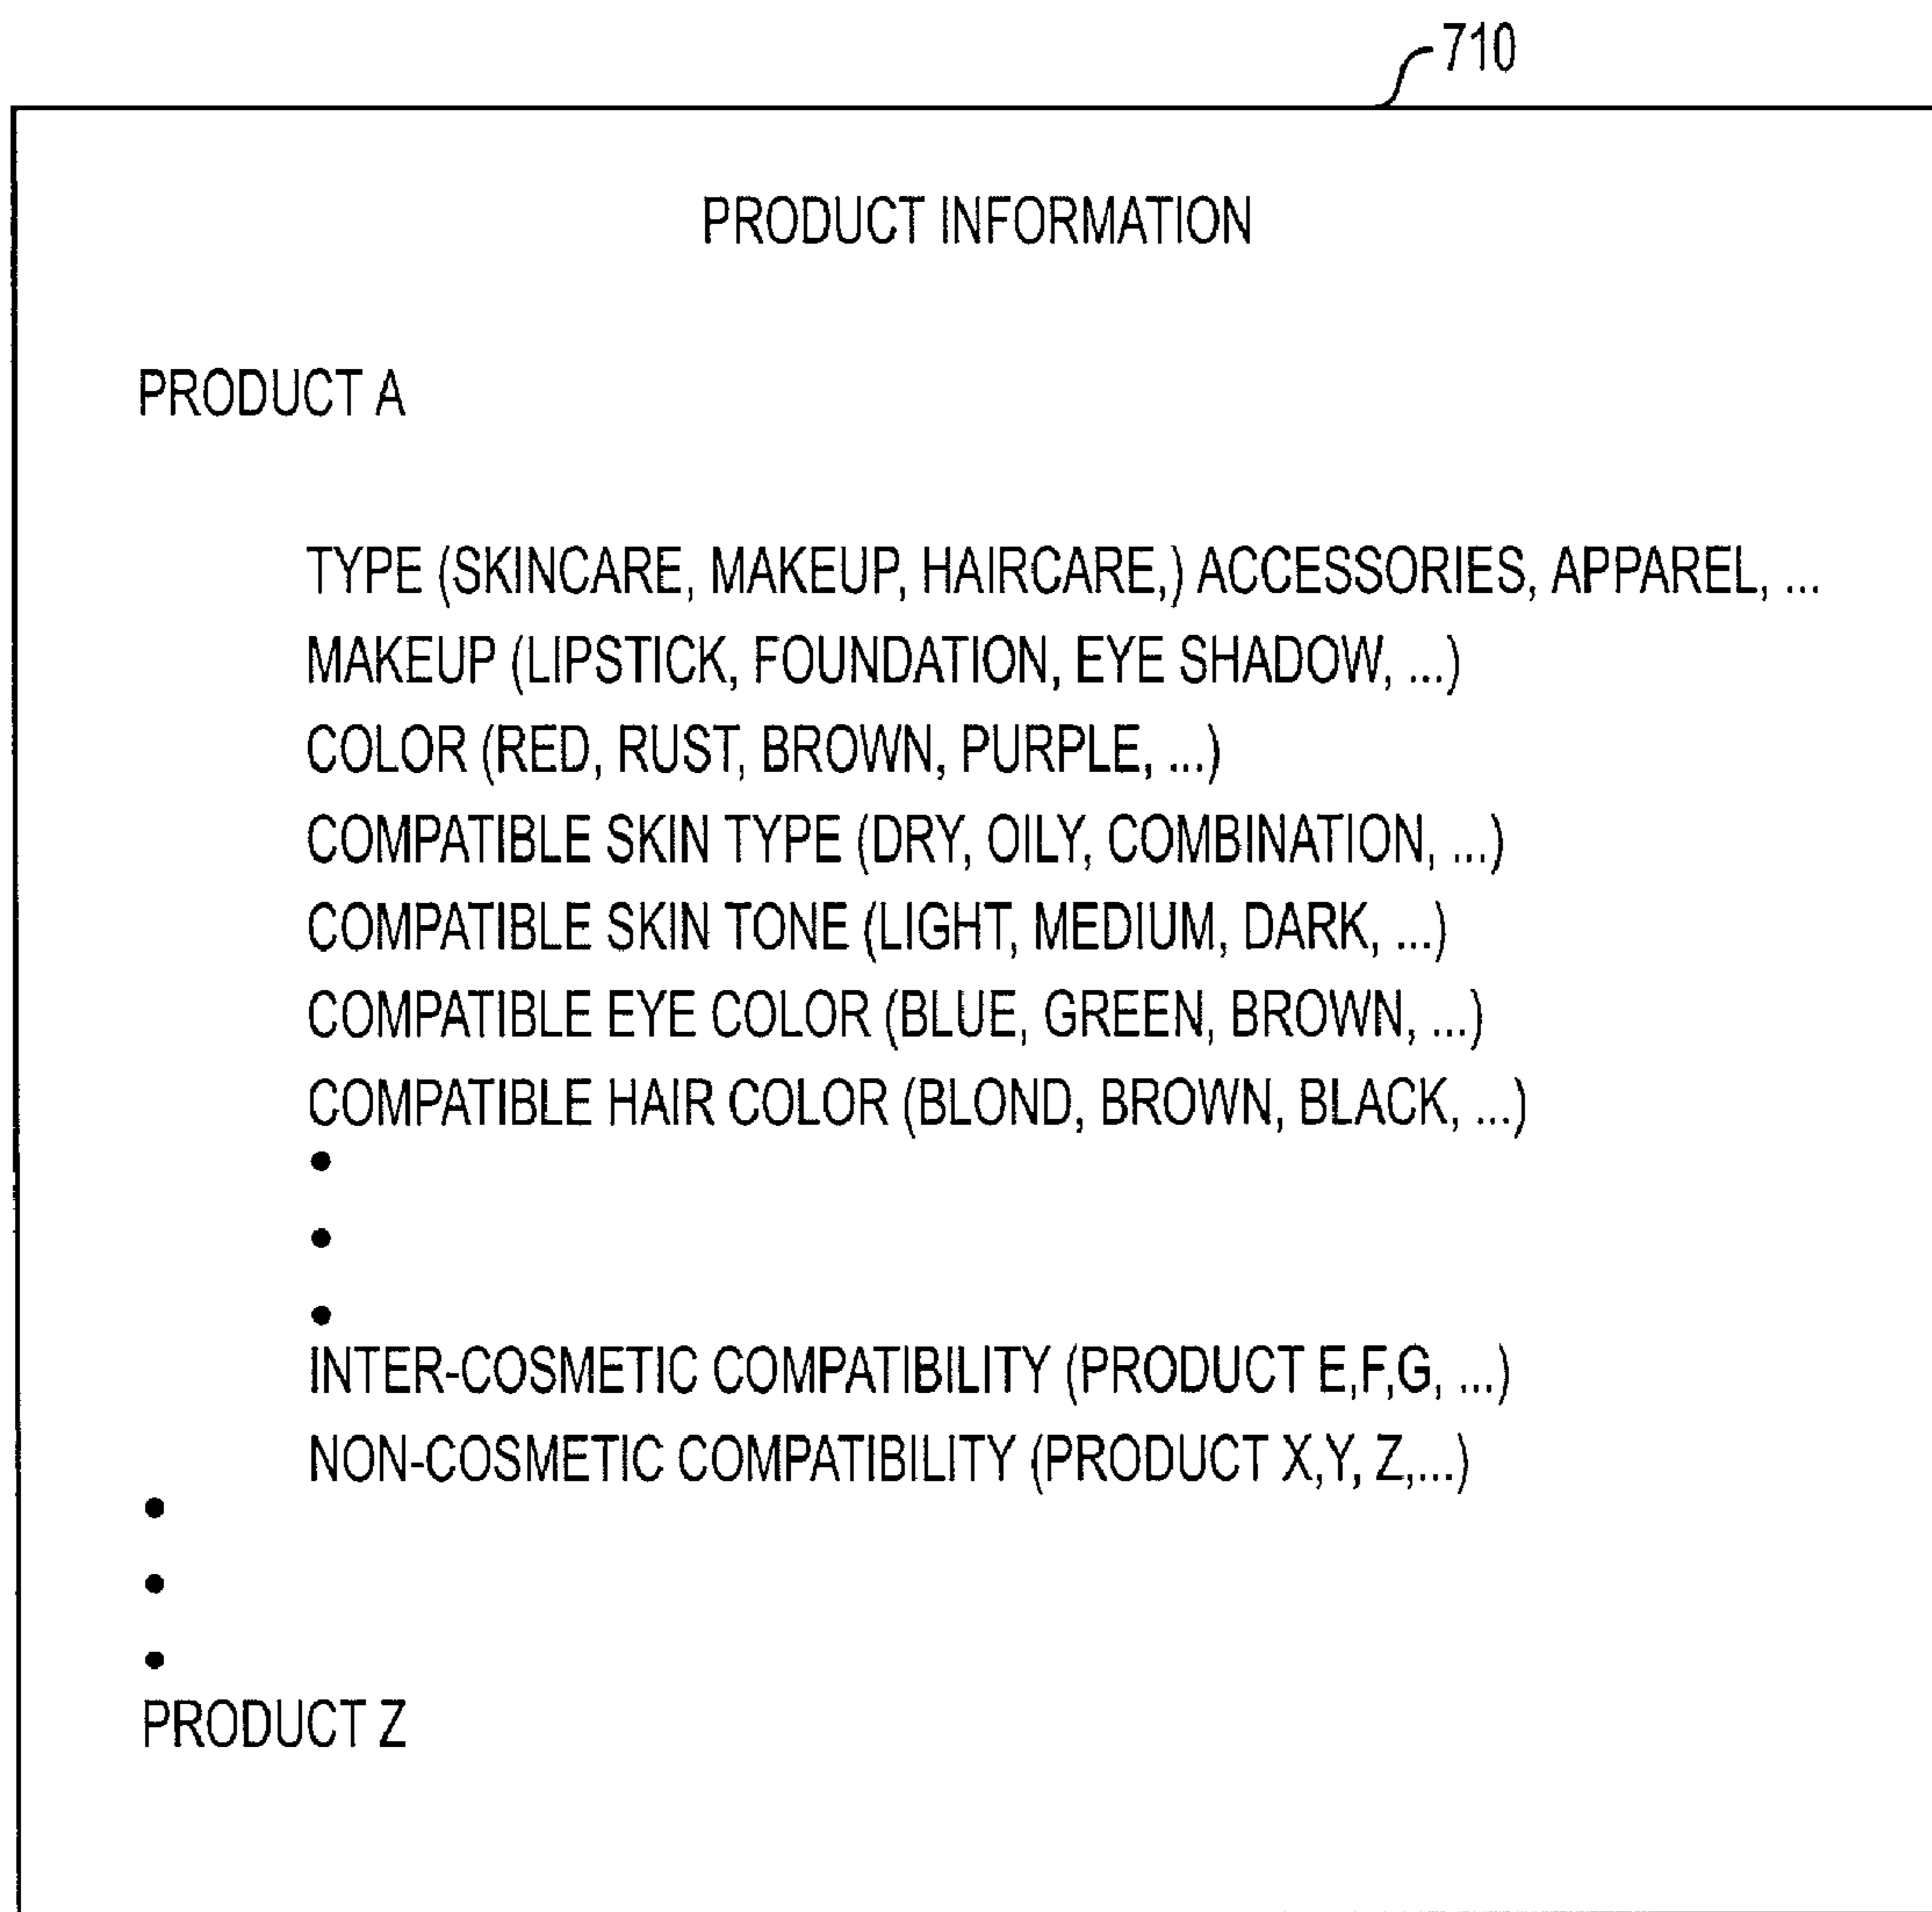 710
PRODUCT INFORMATION
PRODUCT A
TYPE (SKINCARE, MAKEUP, HAIRCARE,) ACCESSORIES, APPAREL, ...
MAKEUP (LIPSTICK, FOUNDATION, EYE SHADOW, ...)
COLOR (RED, RUST, BROWN, PURPLE, ...)
COMPATIBLE SKIN TYPE (DRY, OILY, COMBINATION, ...)
COMPATIBLE SKIN TONE (LIGHT, MEDIUM, DARK, ...)
COMPATIBLE EYE COLOR (BLUE, GREEN, BROWN, ...)
COMPATIBLE HAIR COLOR (BLOND, BROWN, BLACK, ...)
•
•
•
INTER-COSMETIC COMPATIBILITY (PRODUCT E,F,G, ...)
NON-COSMETIC COMPATIBILITY (PRODUCT X,Y, Z,...)
•
•
•
PRODUCT Z